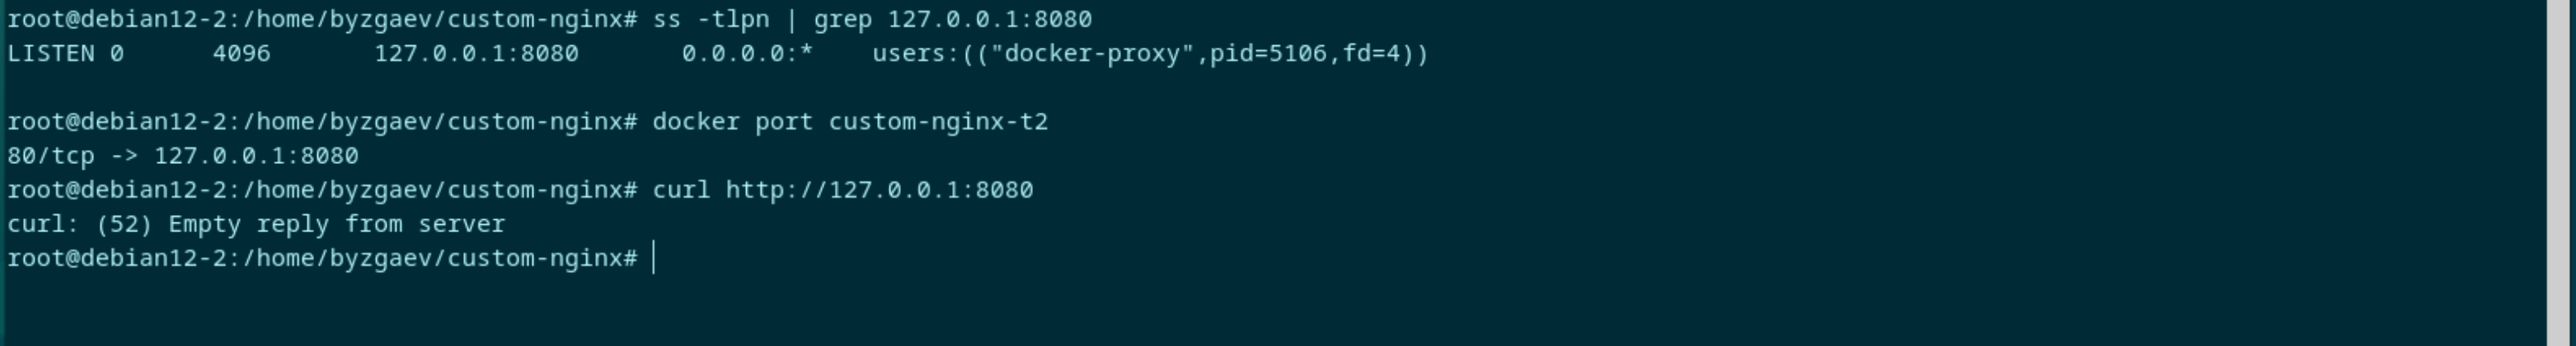 root@debian12-2:/home/byzgaev/custom-nginx# ss -tlpn | grep 127.0.0.1:8080
LISTEN 0      4096       127.0.0.1:8080       0.0.0.0:*    users:(("docker-proxy",pid=5106,fd=4))
root@debian12-2:/home/byzgaev/custom-nginx# docker port custom-nginx-t2
80/tcp -> 127.0.0.1:8080
root@debian12-2:/home/byzgaev/custom-nginx# curl http://127.0.0.1:8080
curl: (52) Empty reply from server
root@debian12-2:/home/byzgaev/custom-nginx#